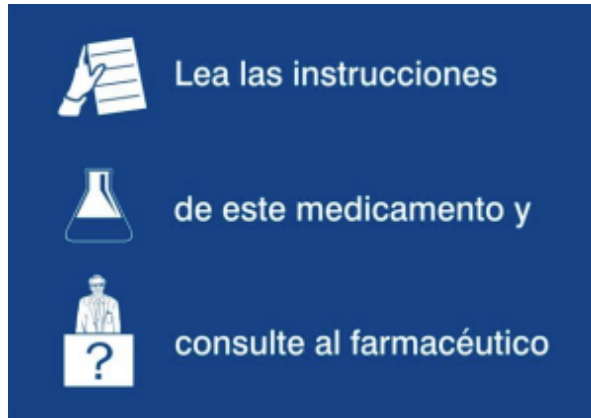 Lea las instrucciones
de este medicamento y
?
consulte al farmacéutico